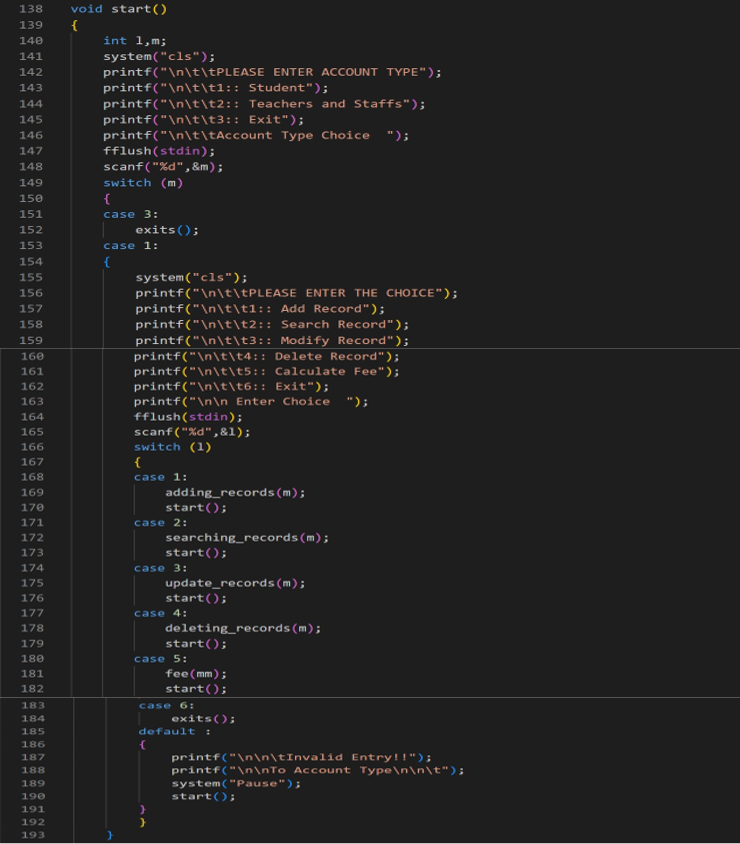 138 void start()
139 {
140 int l,m;
141 system("cls");
142 printf("\n\t\tPLEASE ENTER ACCOUNT TYPE");
143 printf("\n\t\t1:: Student");
144 printf("\n\t\t2:: Teachers and Staffs");
145 printf("\n\t\t3:: Exit");
146 printf("\n\t\tAccount Type Choice  ");
147 fflush(stdin);
148 scanf("%d",&m);
149 switch (m)
150 {
151 case 3:
152 exits();
153 case 1:
154 {
155 system("cls");
156 printf("\n\t\tPLEASE ENTER THE CHOICE");
157 printf("\n\t\t1:: Add Record");
158 printf("\n\t\t2:: Search Record");
159 printf("\n\t\t3:: Modify Record");
160 printf("\n\t\t4:: Delete Record");
161 printf("\n\t\t5:: Calculate Fee");
162 printf("\n\t\t6:: Exit");
163 printf("\n\n Enter Choice  ");
164 fflush(stdin);
165 scanf("%d",&l);
166 switch (l)
167 {
168 case 1:
169 adding_records(m);
170 start();
171 case 2:
172 searching_records(m);
173 start();
174 case 3:
175 update_records(m);
176 start();
177 case 4:
178 deleting_records(m);
179 start();
180 case 5:
181 fee(mm);
182 start();
183 case 6:
184 exits();
185 default :
186 {
187 printf("\n\n\tInvalid Entry!!");
188 printf("\n\nTo Account Type\n\n\t");
189 system("Pause");
190 start();
191 }
192 }
193 }